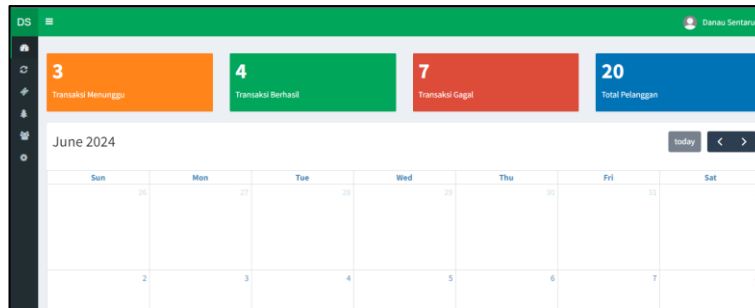 DS
Danau Sentaru
3
4
7
20
Transaksi Menunggu
Transaksi Berhasil
Transaksi Gagal
Total Pelanggan
June 2024
today
Sun Mon Tue Wed Thu Fri Sat
26 27 28 29 30 31
2 3 4 5 6 7